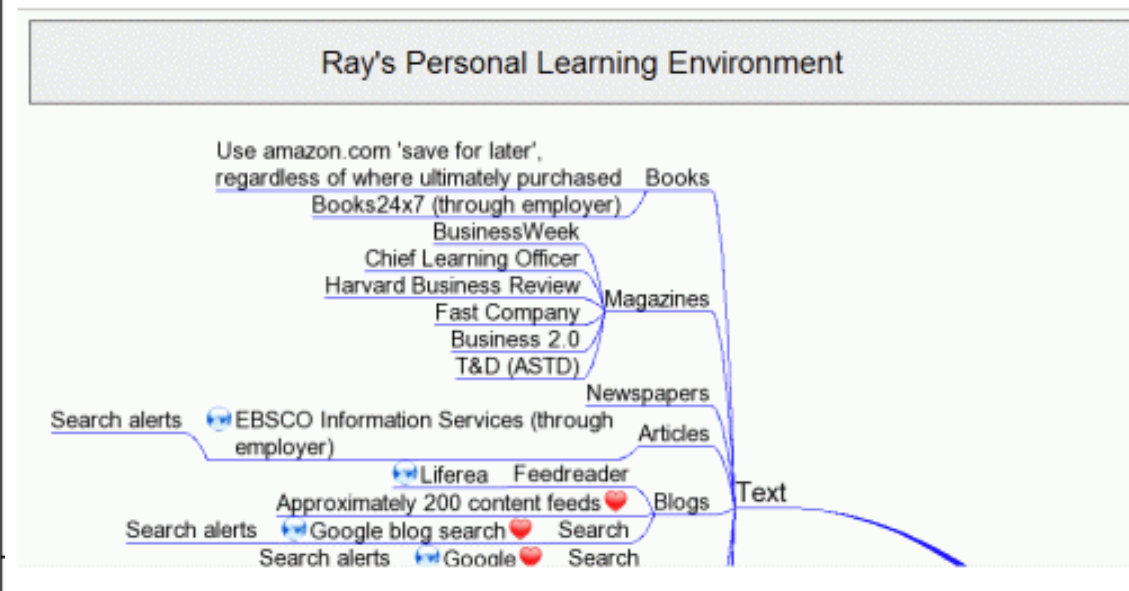 Ray's Personal Learning Environment
Use amazon.com 'save for later',
regardless of where ultimately purchased Books
Books24x7 (through employer)
BusinessWeek
Chief Learning Officer
Harvard Business Review
Magazines
Fast Company
Business 2.0
T&D (ASTD)
Newspapers
Search alerts EBSCO Information Services (through
employer)
Articles
Liferea Feedreader
Approximately 200 content feeds Blogs
Text
Search alerts Google blog search Search
Search alerts Google Search